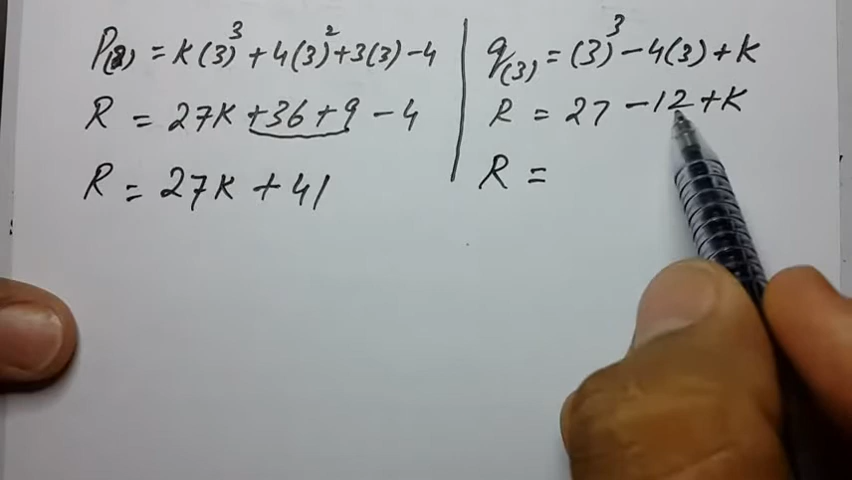 P(3) = K(3)³ + 4(3)² + 3(3) - 4
R = 27K + 36 + 9 - 4
R = 27K + 41
q(3) = (3)³ - 4(3) + K
R = 27 - 12 + K
R =